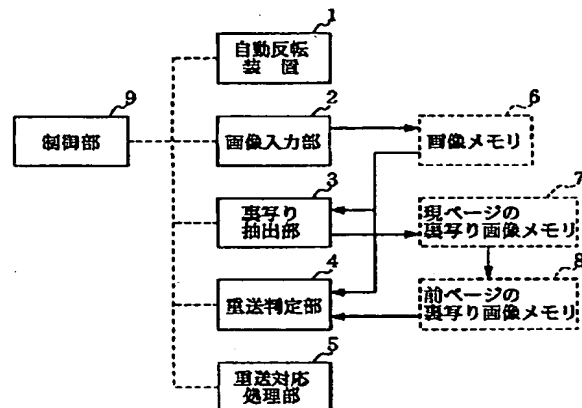 1
自動反転
装 置
9
制御部
2
画像入力部
6
画像メモリ
3
裏写り
抽出部
7
現ページの
裏写り画像メモリ
4
重送判定部
8
前ページの
裏写り画像メモリ
5
重送対応
処理部